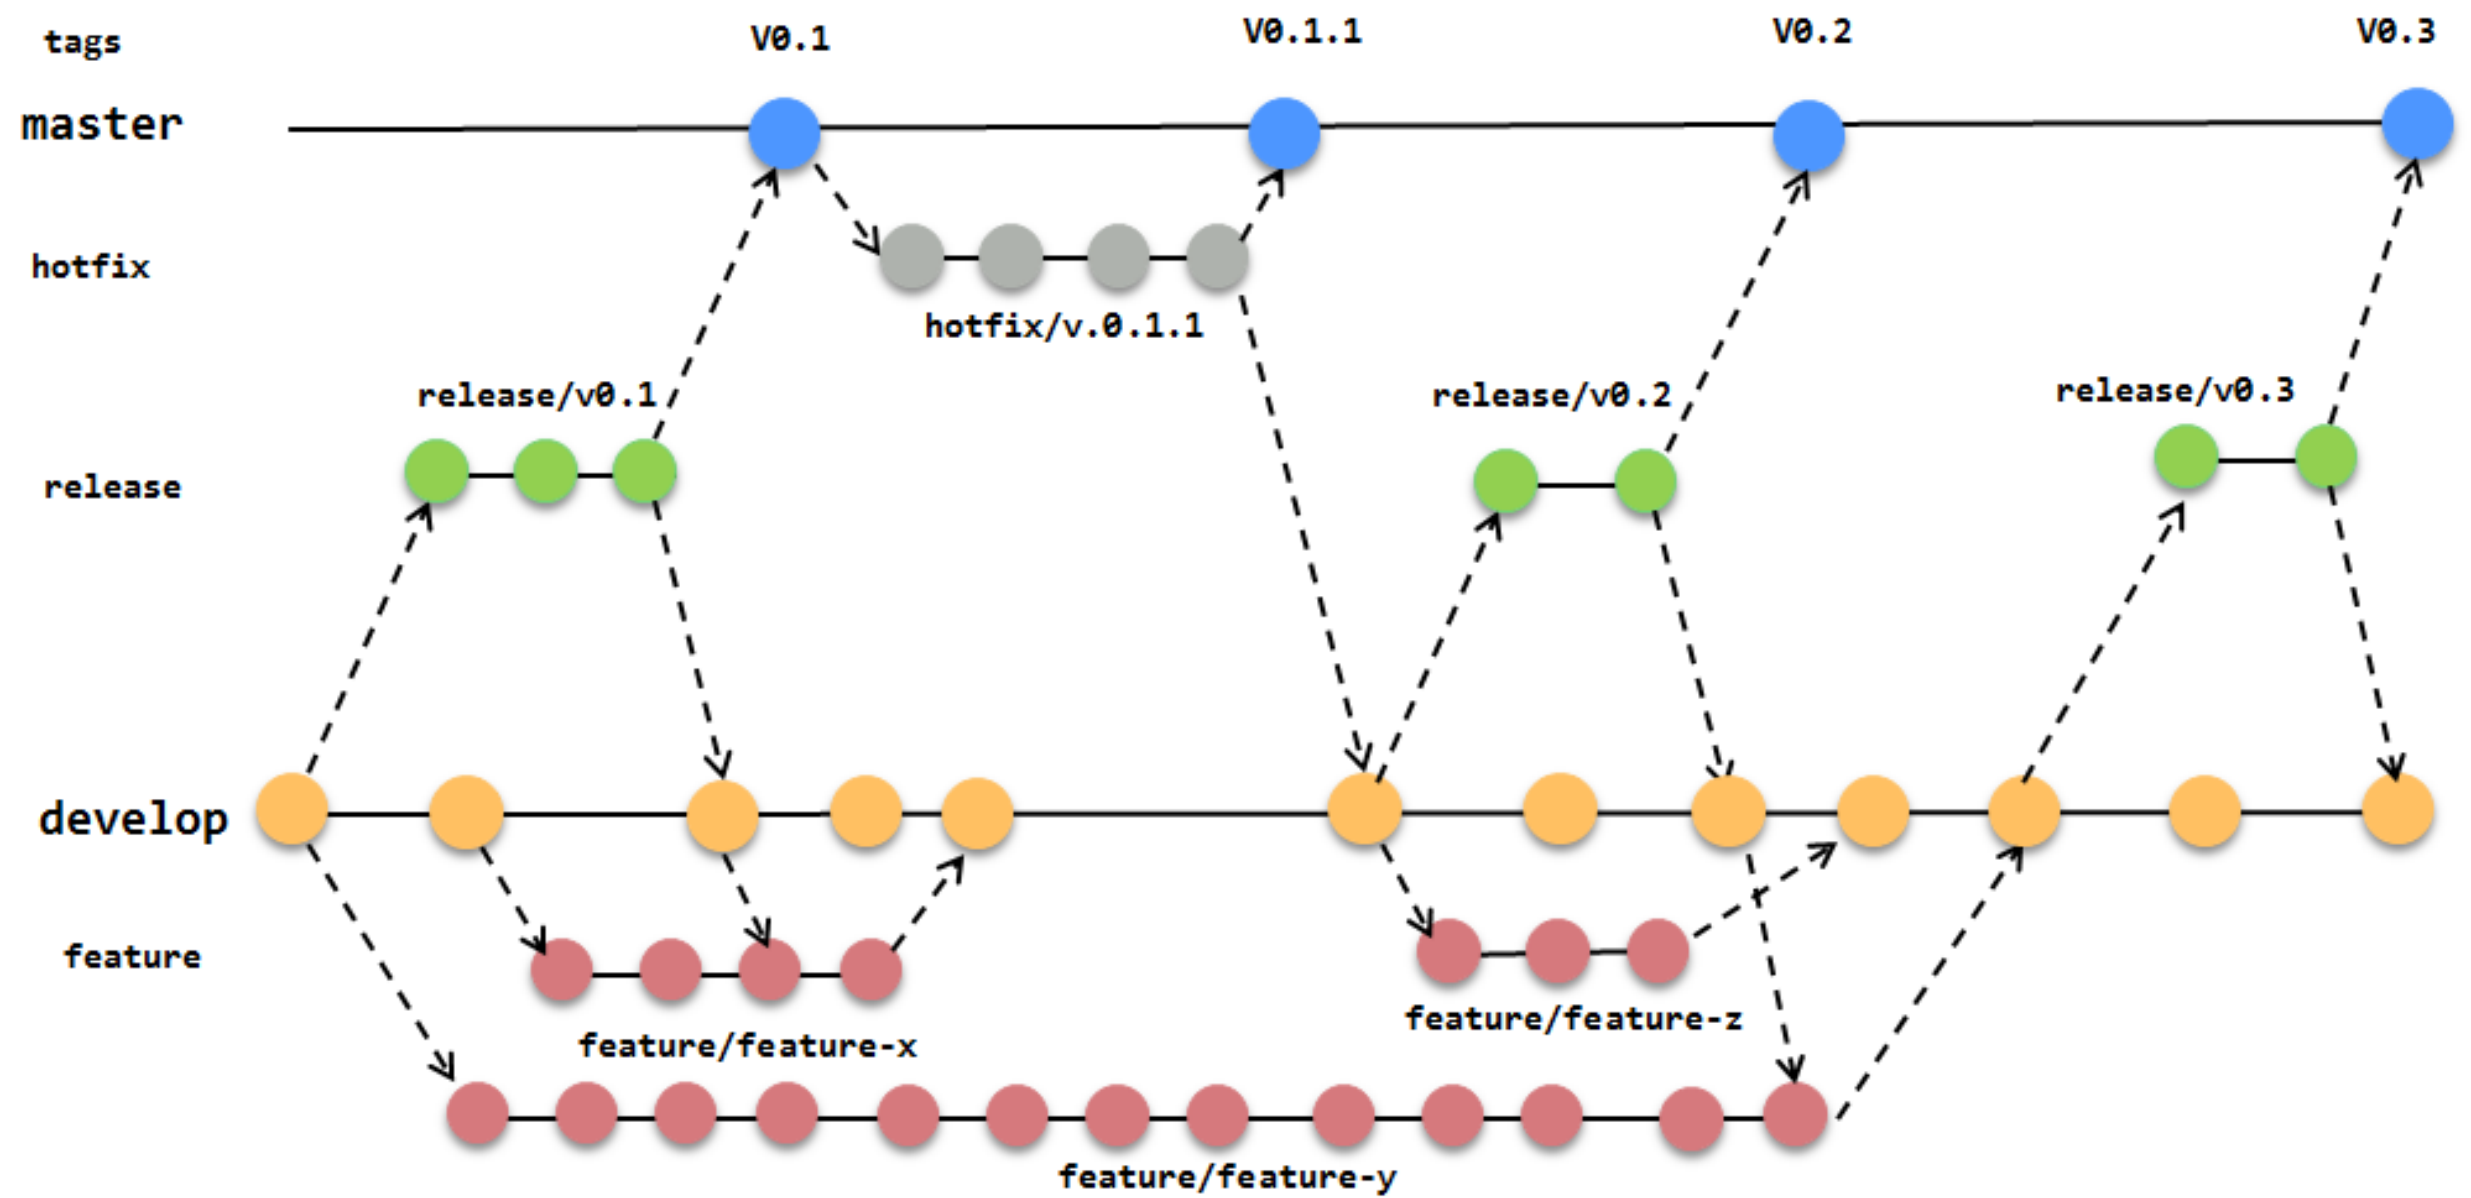 tags V0.1 V0.1.1 V0.2 V0.3
master
hotfix
hotfix/v.0.1.1
release/v0.1 release/v0.2 release/v0.3
release
develop
feature
feature/feature-z
feature/feature-x
feature/feature-y